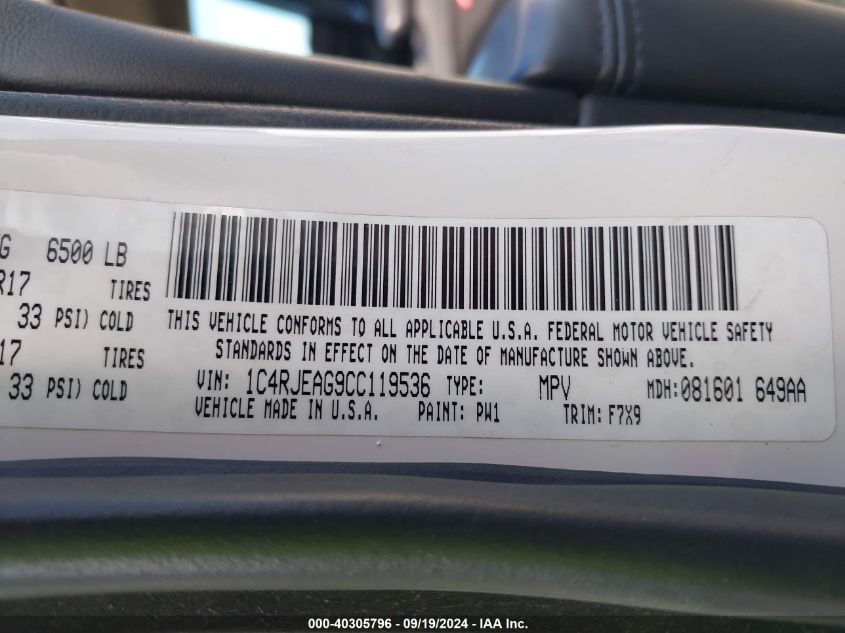 G 6500 LB
R17 TIRES
33 PSI) COLD
17 TIRES
33 PSI) COLD
THIS VEHICLE CONFORMS TO ALL APPLICABLE U.S.A. FEDERAL MOTOR VEHICLE SAFETY
STANDARDS IN EFFECT ON THE DATE OF MANUFACTURE SHOWN ABOVE.
VIN: 1C4RJEAG9CC119536 TYPE: MPV MDH:081601 649AA
VEHICLE MADE IN U.S.A. PAINT: PW1 TRIM: F7X9
000-40305796 - 09/19/2024 - IAA Inc.